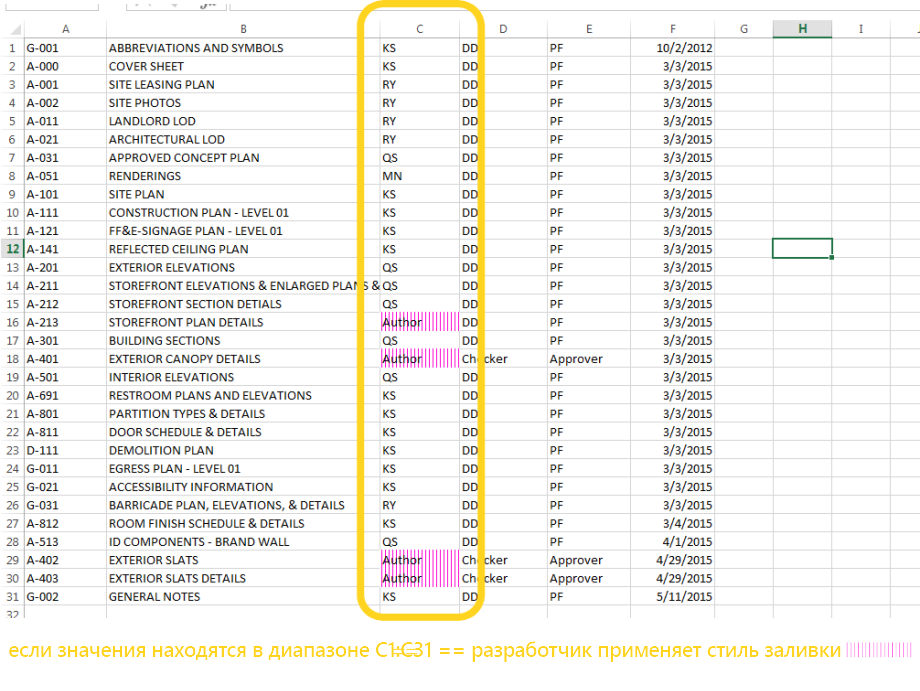 A B C D E F G H I
1 G-001 ABBREVIATIONS AND SYMBOLS KS DD PF 10/2/2012
2 A-000 COVER SHEET KS DD PF 3/3/2015
3 A-001 SITE LEASING PLAN RY DD PF 3/3/2015
4 A-002 SITE PHOTOS RY DD PF 3/3/2015
5 A-011 LANDLORD LOD RY DD PF 3/3/2015
6 A-021 ARCHITECTURAL LOD RY DD PF 3/3/2015
7 A-031 APPROVED CONCEPT PLAN QS DD PF 3/3/2015
8 A-051 RENDERINGS MN DD PF 3/3/2015
9 A-101 SITE PLAN KS DD PF 3/3/2015
10 A-111 CONSTRUCTION PLAN - LEVEL 01 KS DD PF 3/3/2015
11 A-121 FF&E-SIGNAGE PLAN - LEVEL 01 KS DD PF 3/3/2015
12 A-141 REFLECTED CEILING PLAN KS DD PF 3/3/2015
13 A-201 EXTERIOR ELEVATIONS QS DD PF 3/3/2015
14 A-211 STOREFRONT ELEVATIONS & ENLARGED PLANS & QS DD PF 3/3/2015
15 A-212 STOREFRONT SECTION DETIALS QS DD PF 3/3/2015
16 A-213 STOREFRONT PLAN DETAILS Author DD PF 3/3/2015
17 A-301 BUILDING SECTIONS QS DD PF 3/3/2015
18 A-401 EXTERIOR CANOPY DETAILS Author Checker Approver 3/3/2015
19 A-501 INTERIOR ELEVATIONS QS DD PF 3/3/2015
20 A-691 RESTROOM PLANS AND ELEVATIONS KS DD PF 3/3/2015
21 A-801 PARTITION TYPES & DETAILS KS DD PF 3/3/2015
22 A-811 DOOR SCHEDULE & DETAILS KS DD PF 3/3/2015
23 D-111 DEMOLITION PLAN KS DD PF 3/3/2015
24 G-011 EGRESS PLAN - LEVEL 01 KS DD PF 3/3/2015
25 G-021 ACCESSIBILITY INFORMATION KS DD PF 3/3/2015
26 G-031 BARRICADE PLAN, ELEVATIONS, & DETAILS RY DD PF 3/3/2015
27 A-812 ROOM FINISH SCHEDULE & DETAILS KS DD PF 3/4/2015
28 A-513 ID COMPONENTS - BRAND WALL QS DD PF 4/1/2015
29 A-402 EXTERIOR SLATS Author Checker Approver 4/29/2015
30 A-403 EXTERIOR SLATS DETAILS Author Checker Approver 4/29/2015
31 G-002 GENERAL NOTES KS DD PF 5/11/2015
32
если значения находятся в диапазоне C1:C31 == разработчик применяет стиль заливки